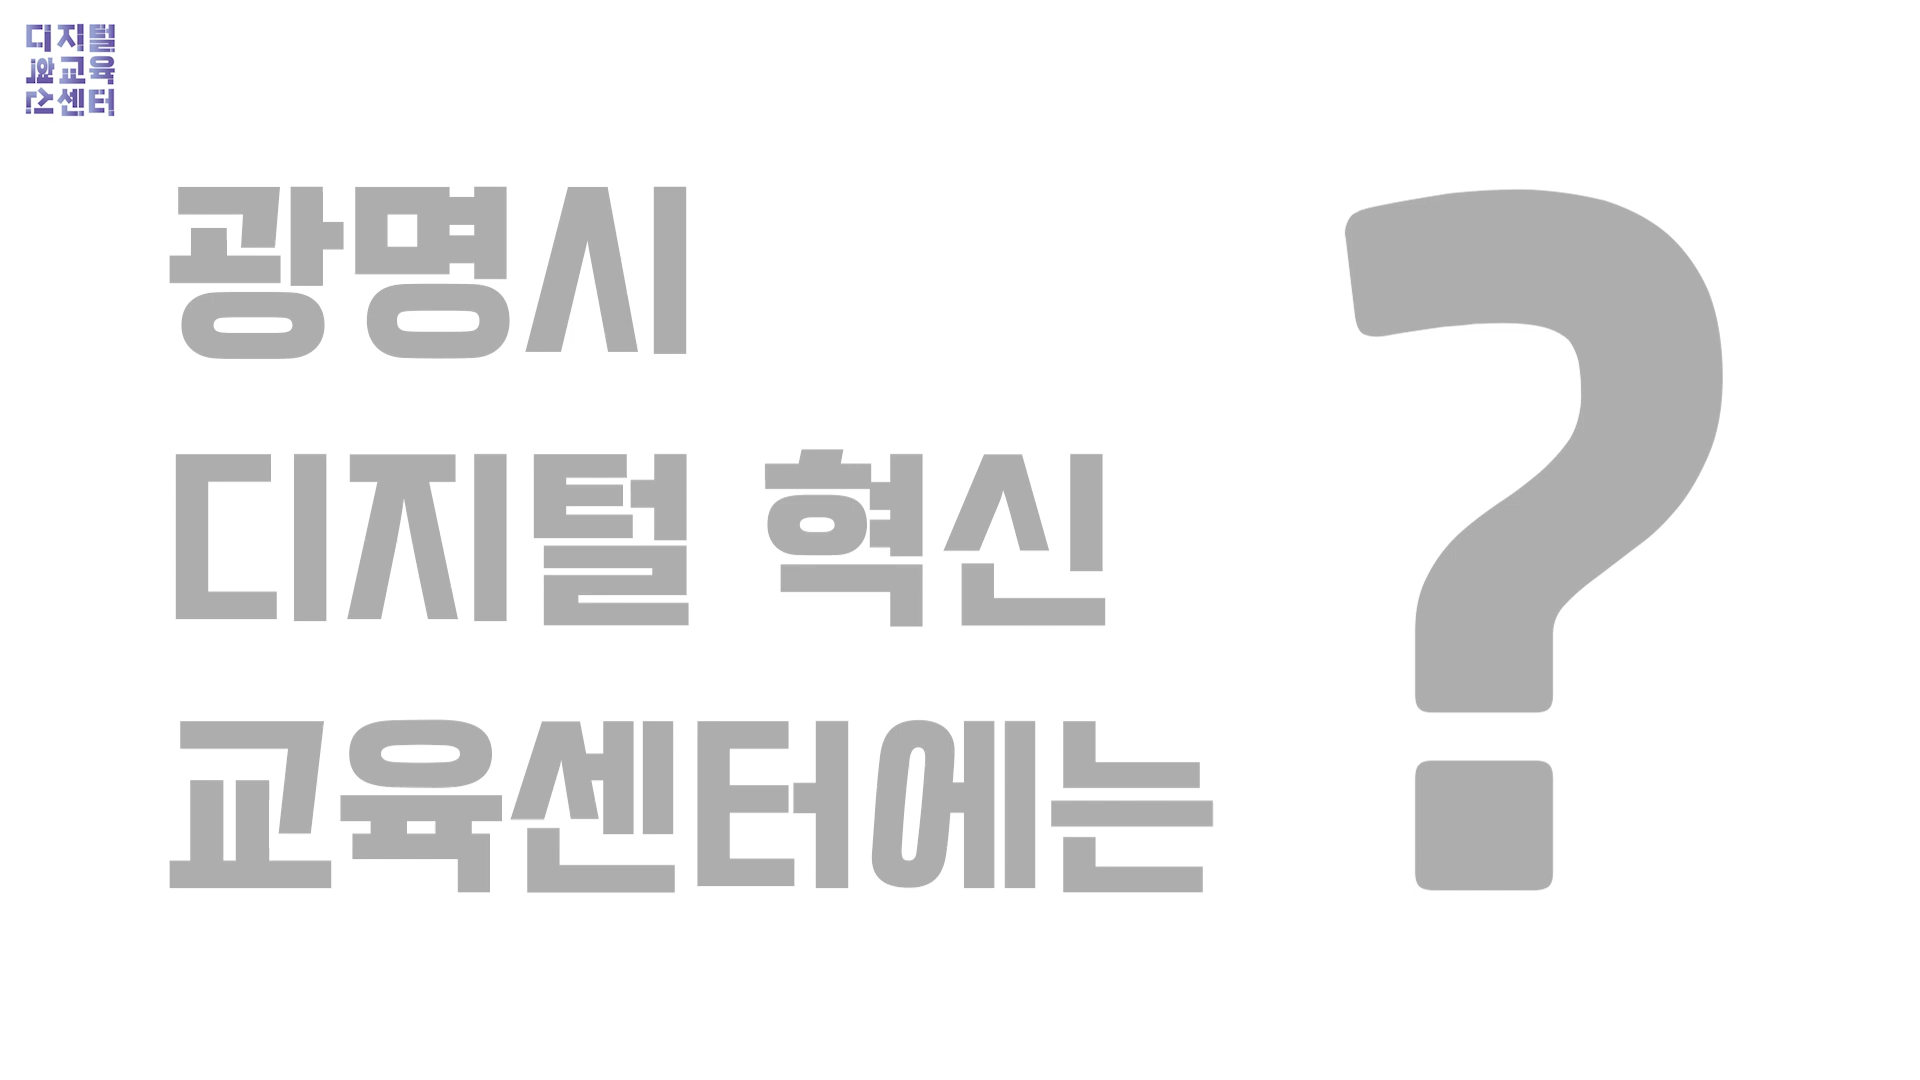 디지털
교육
센터
광명시
디지털 혁신
교육센터에는
?